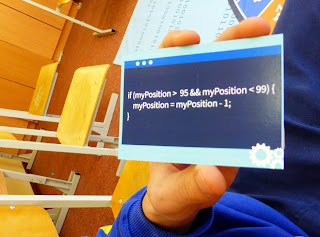 if (myPosition > 95 && myPosition < 99) {
myPosition = myPosition - 1;
}